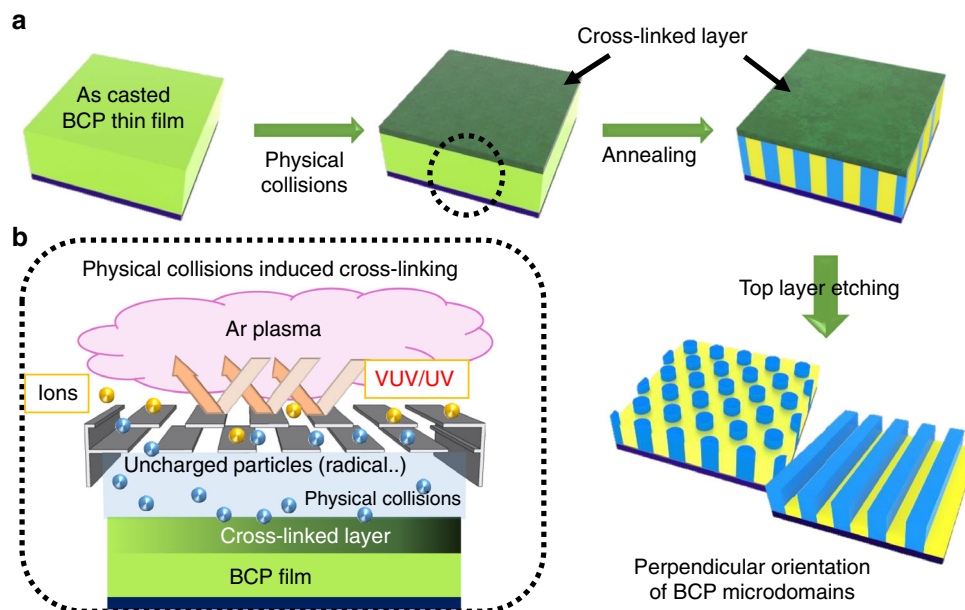 a
As casted
BCP thin film
Physical
collisions
Cross-linked layer
Annealing
Top layer etching
b
Physical collisions induced cross-linking
Ar plasma
Ions
VUV/UV
Uncharged particles (radical..)
Physical collisions
Cross-linked layer
BCP film
Perpendicular orientation
of BCP microdomains